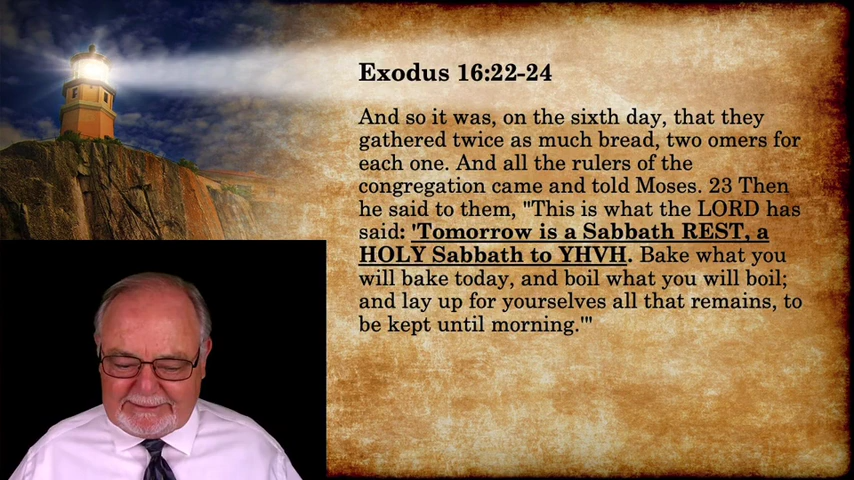 Exodus 16:22-24
And so it was, on the sixth day, that they
gathered twice as much bread, two omers for
each one. And all the rulers of the
congregation came and told Moses. 23 Then
he said to them, "This is what the LORD has
said: 'Tomorrow is a Sabbath REST, a
HOLY Sabbath to YHVH. Bake what you
will bake today, and boil what you will boil;
and lay up for yourselves all that remains, to
be kept until morning.'"